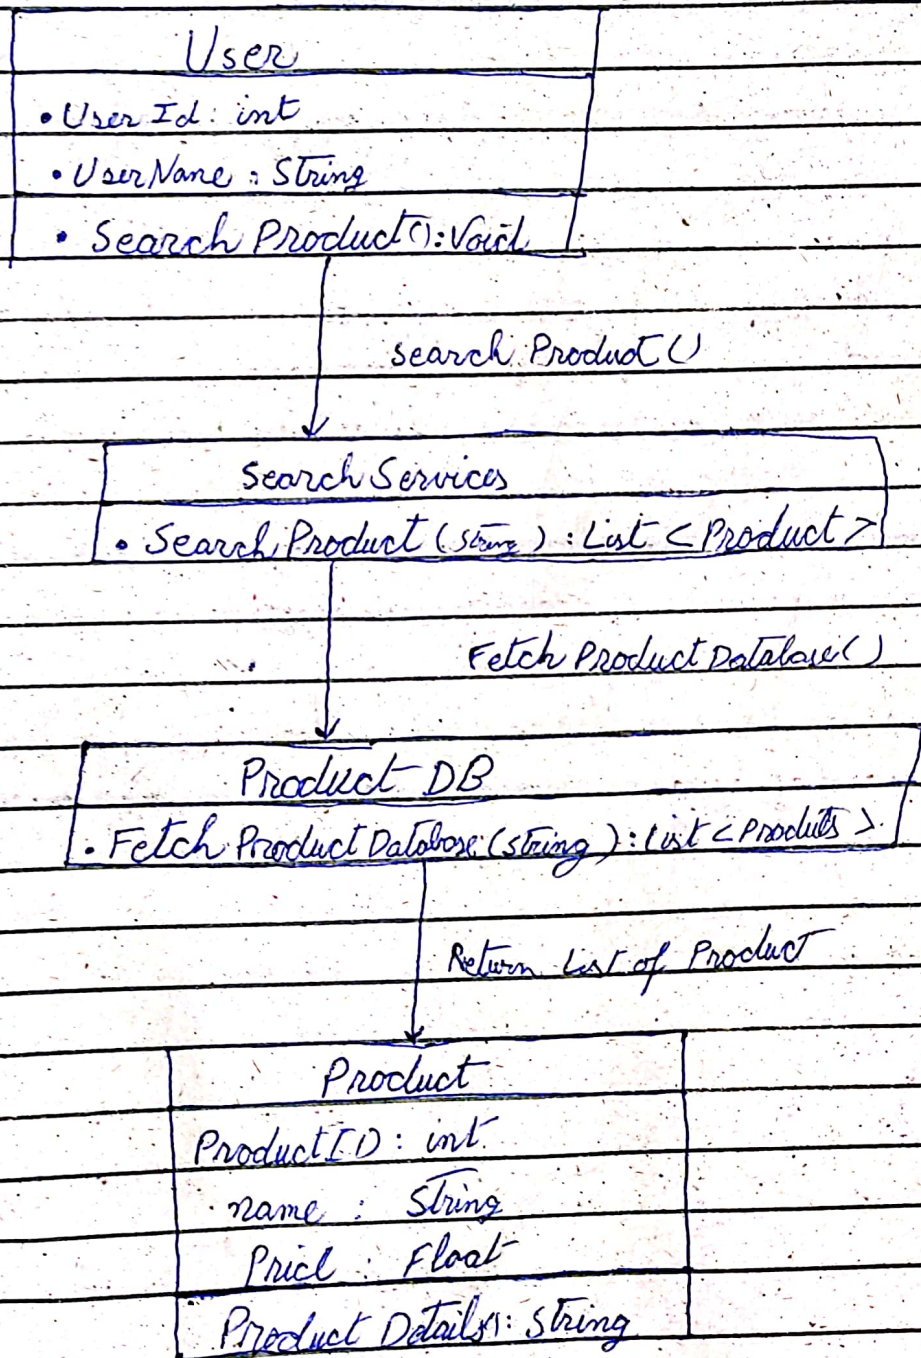 User
• User Id: int
• UserName: String
• Search Product(): Void
search Product()
Search Services
• Search Product (String) : List <Product>
Fetch Product Database()
Product DB
• Fetch Product Database (string) : List <Products>.
Return List of Product
Product
ProductID: int
name : String
Price : Float
Product Details(): String